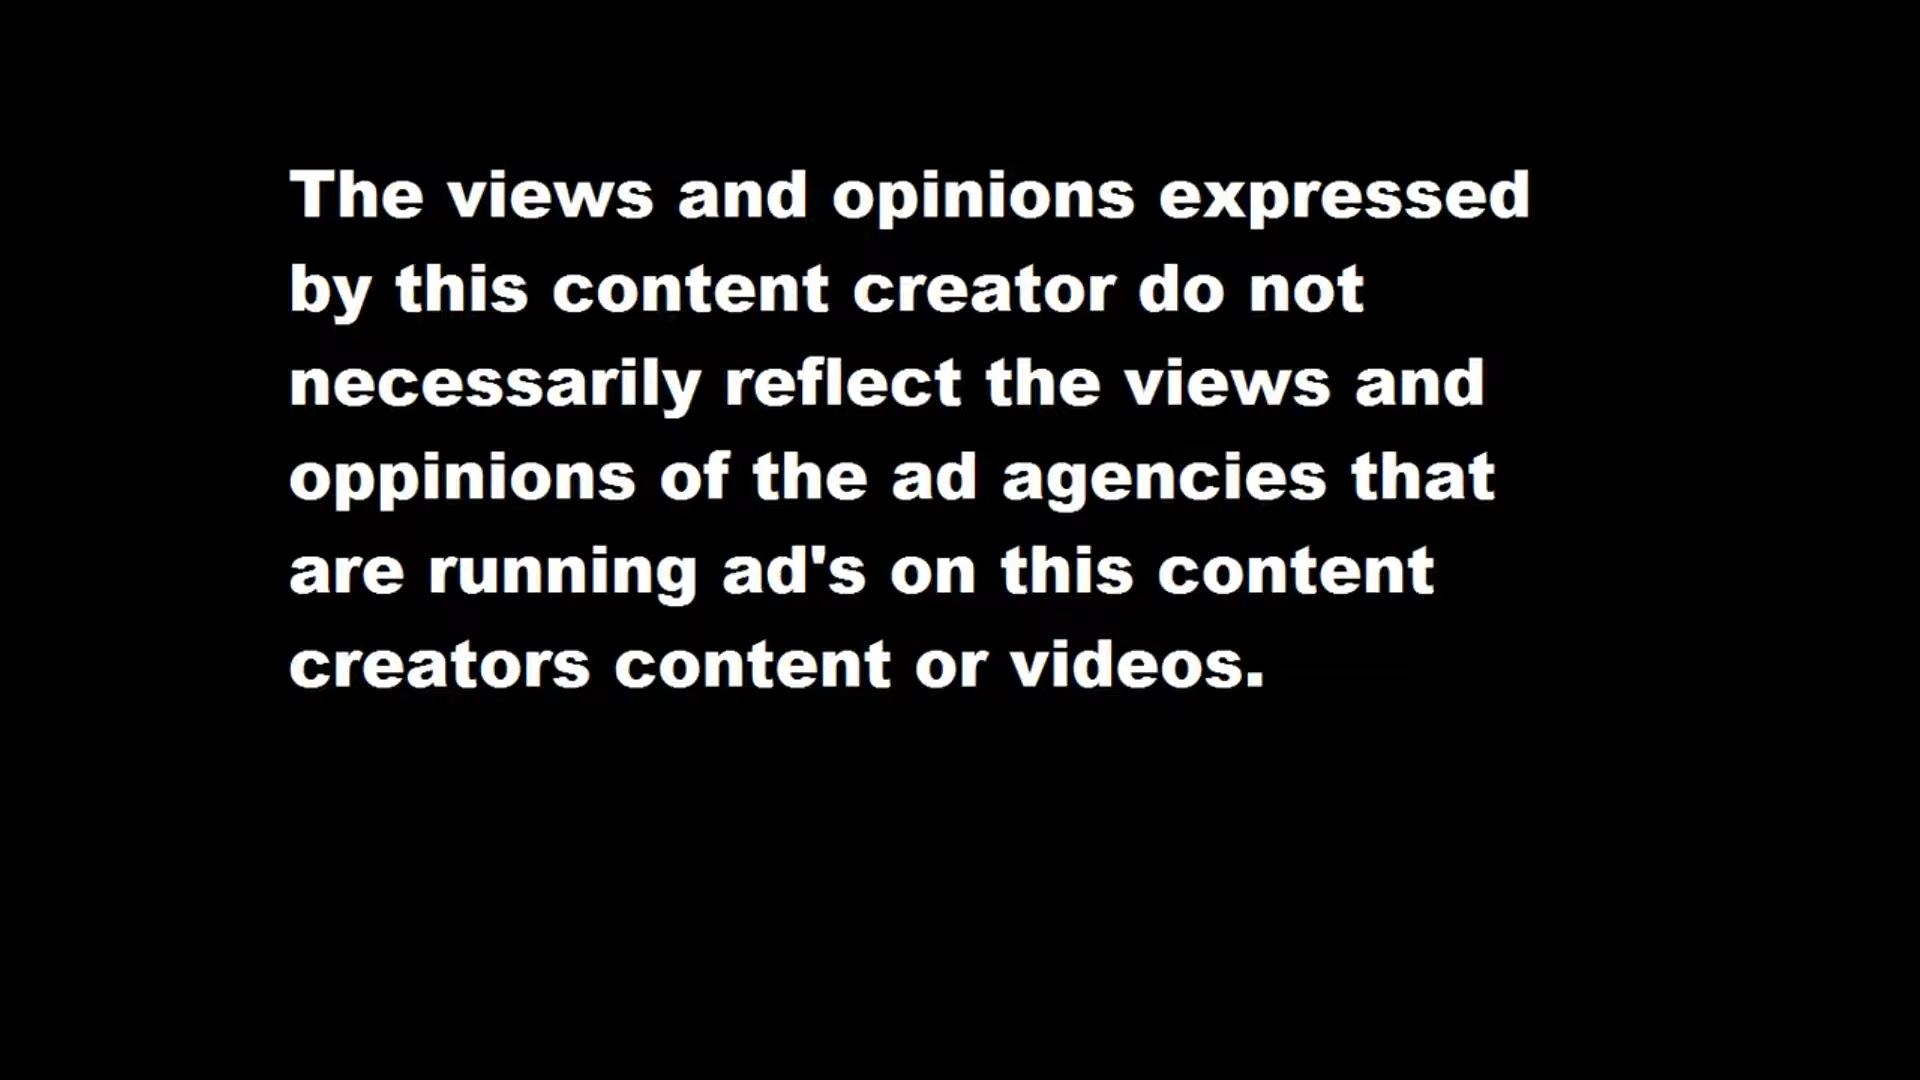 The views and opinions expressed
by this content creator do not
necessarily reflect the views and
oppinions of the ad agencies that
are running ad's on this content
creators content or videos.